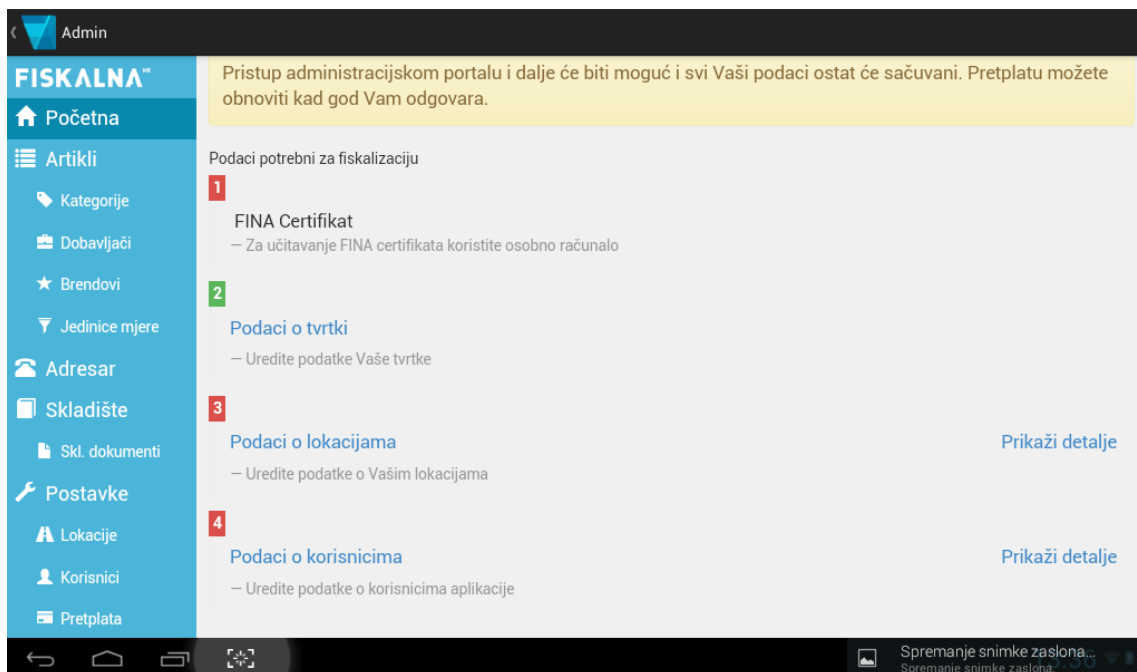 Admin
FISKALNA
Početna
Artikli
Kategorije
Dobavljači
Brendovi
Jedinice mjere
Adresar
Skladište
Skl. dokumenti
Postavke
Lokacije
Korisnici
Pretplata
Pristup administracijskom portalu i dalje će biti moguć i svi Vaši podaci ostat će sačuvani. Pretplatu možete
obnoviti kad god Vam odgovara.
Podaci potrebni za fiskalizaciju
1
FINA Certifikat
— Za učitavanje FINA certifikata koristite osobno računalo
2
Podaci o tvrtki
— Uredite podatke Vaše tvrtke
3
Podaci o lokacijama
Prikaži detalje
— Uredite podatke o Vašim lokacijama
4
Podaci o korisnicima
Prikaži detalje
— Uredite podatke o korisnicima aplikacije
Spremanje snimke zaslona...
Spremanje snimke zaslona.